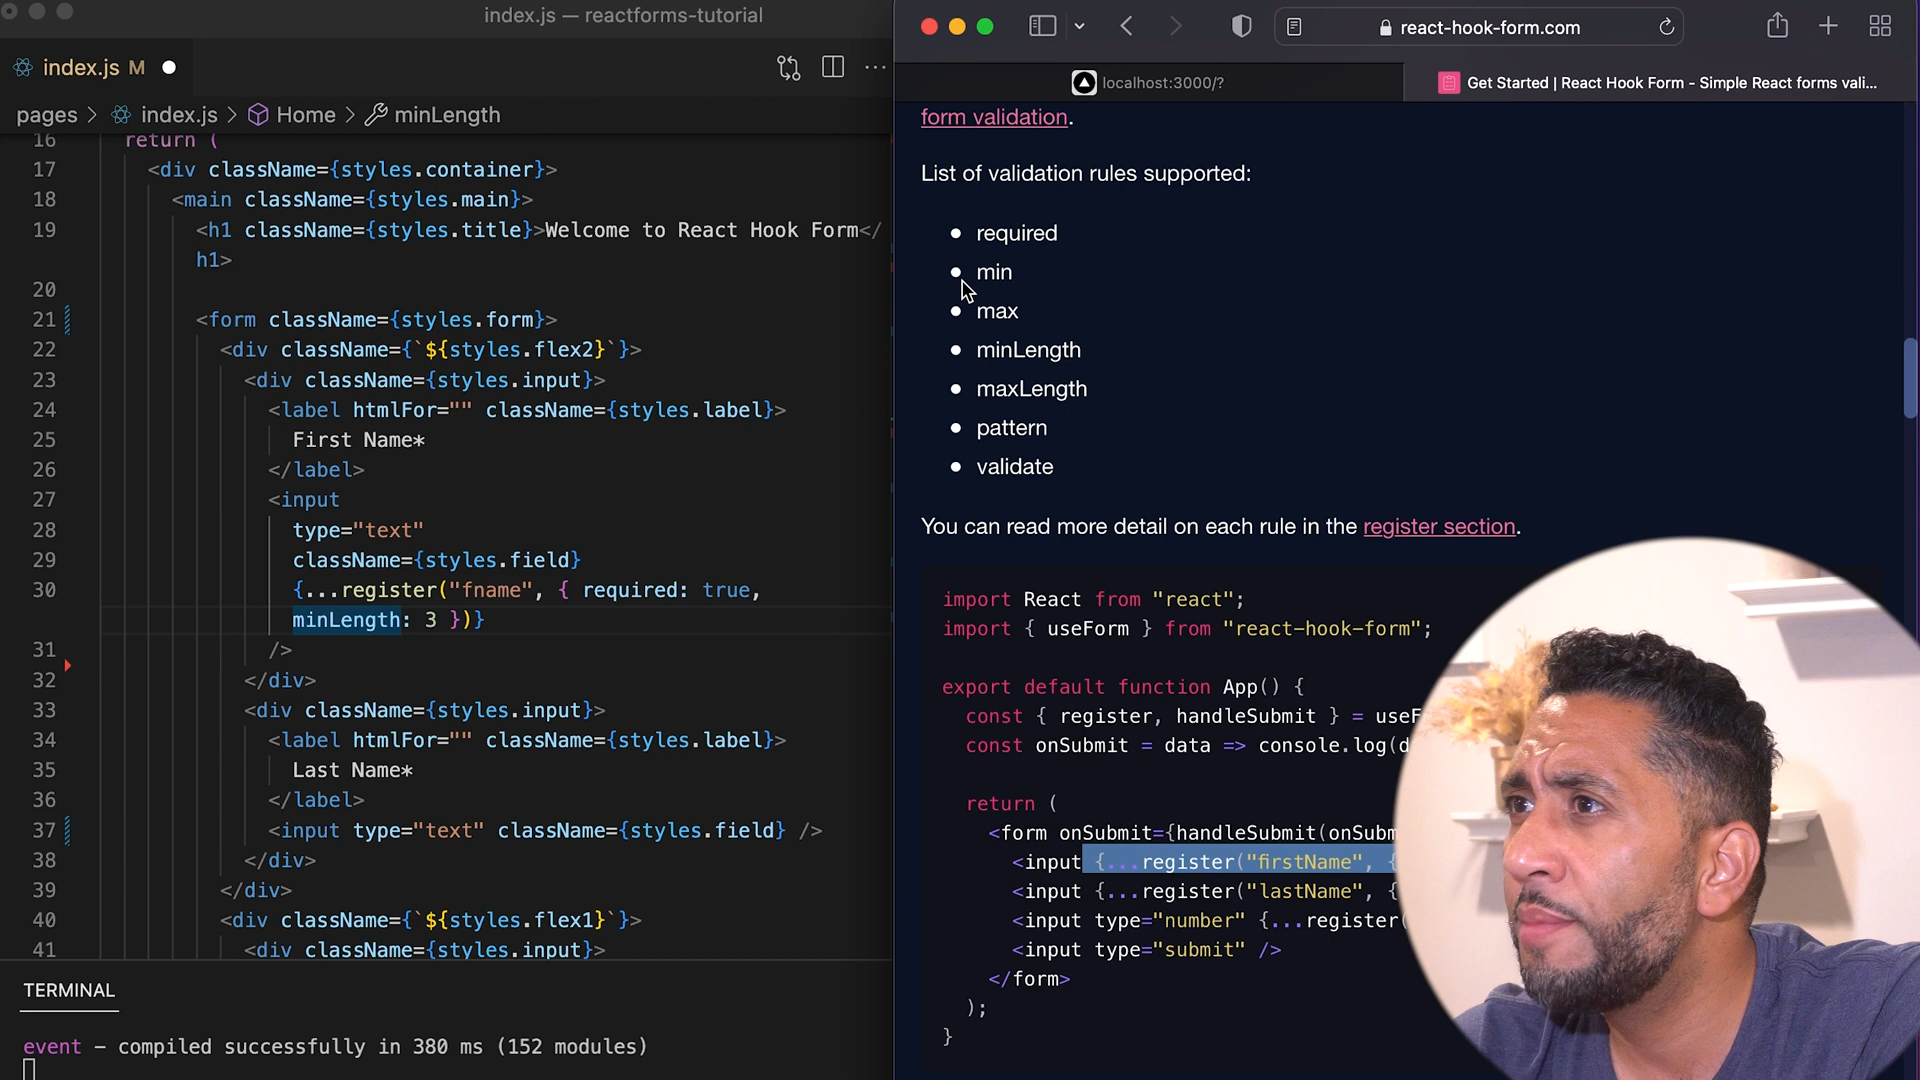 index.js — reactforms-tutorial
index.js M
pages > index.js > Home > minLength
16 return (
17 <div className={styles.container}>
18 <main className={styles.main}>
19 <h1 className={styles.title}>Welcome to React Hook Form</
h1>
20
21 <form className={styles.form}>
22 <div className={`${styles.flex2}`}>
23 <div className={styles.input}>
24 <label htmlFor="" className={styles.label}>
25 First Name*
26 </label>
27 <input
28 type="text"
29 className={styles.field}
30 {...register("fname", { required: true,
minLength: 3 })}
31 />
32 </div>
33 <div className={styles.input}>
34 <label htmlFor="" className={styles.label}>
35 Last Name*
36 </label>
37 <input type="text" className={styles.field} />
38 </div>
39 </div>
40 <div className={`${styles.flex1}`}>
41 <div className={styles.input}>
TERMINAL
event – compiled successfully in 380 ms (152 modules)
react-hook-form.com
localhost:3000/?
Get Started | React Hook Form - Simple React forms vali...
form validation.
List of validation rules supported:
• required
• min
• max
• minLength
• maxLength
• pattern
• validate
You can read more detail on each rule in the register section.
import React from "react";
import { useForm } from "react-hook-form";
export default function App() {
const { register, handleSubmit } = useF
const onSubmit = data => console.log(d
return (
<form onSubmit={handleSubmit(onSubm
<input {...register("firstName", {
<input {...register("lastName", {
<input type="number" {...register(
<input type="submit" />
</form>
);
}